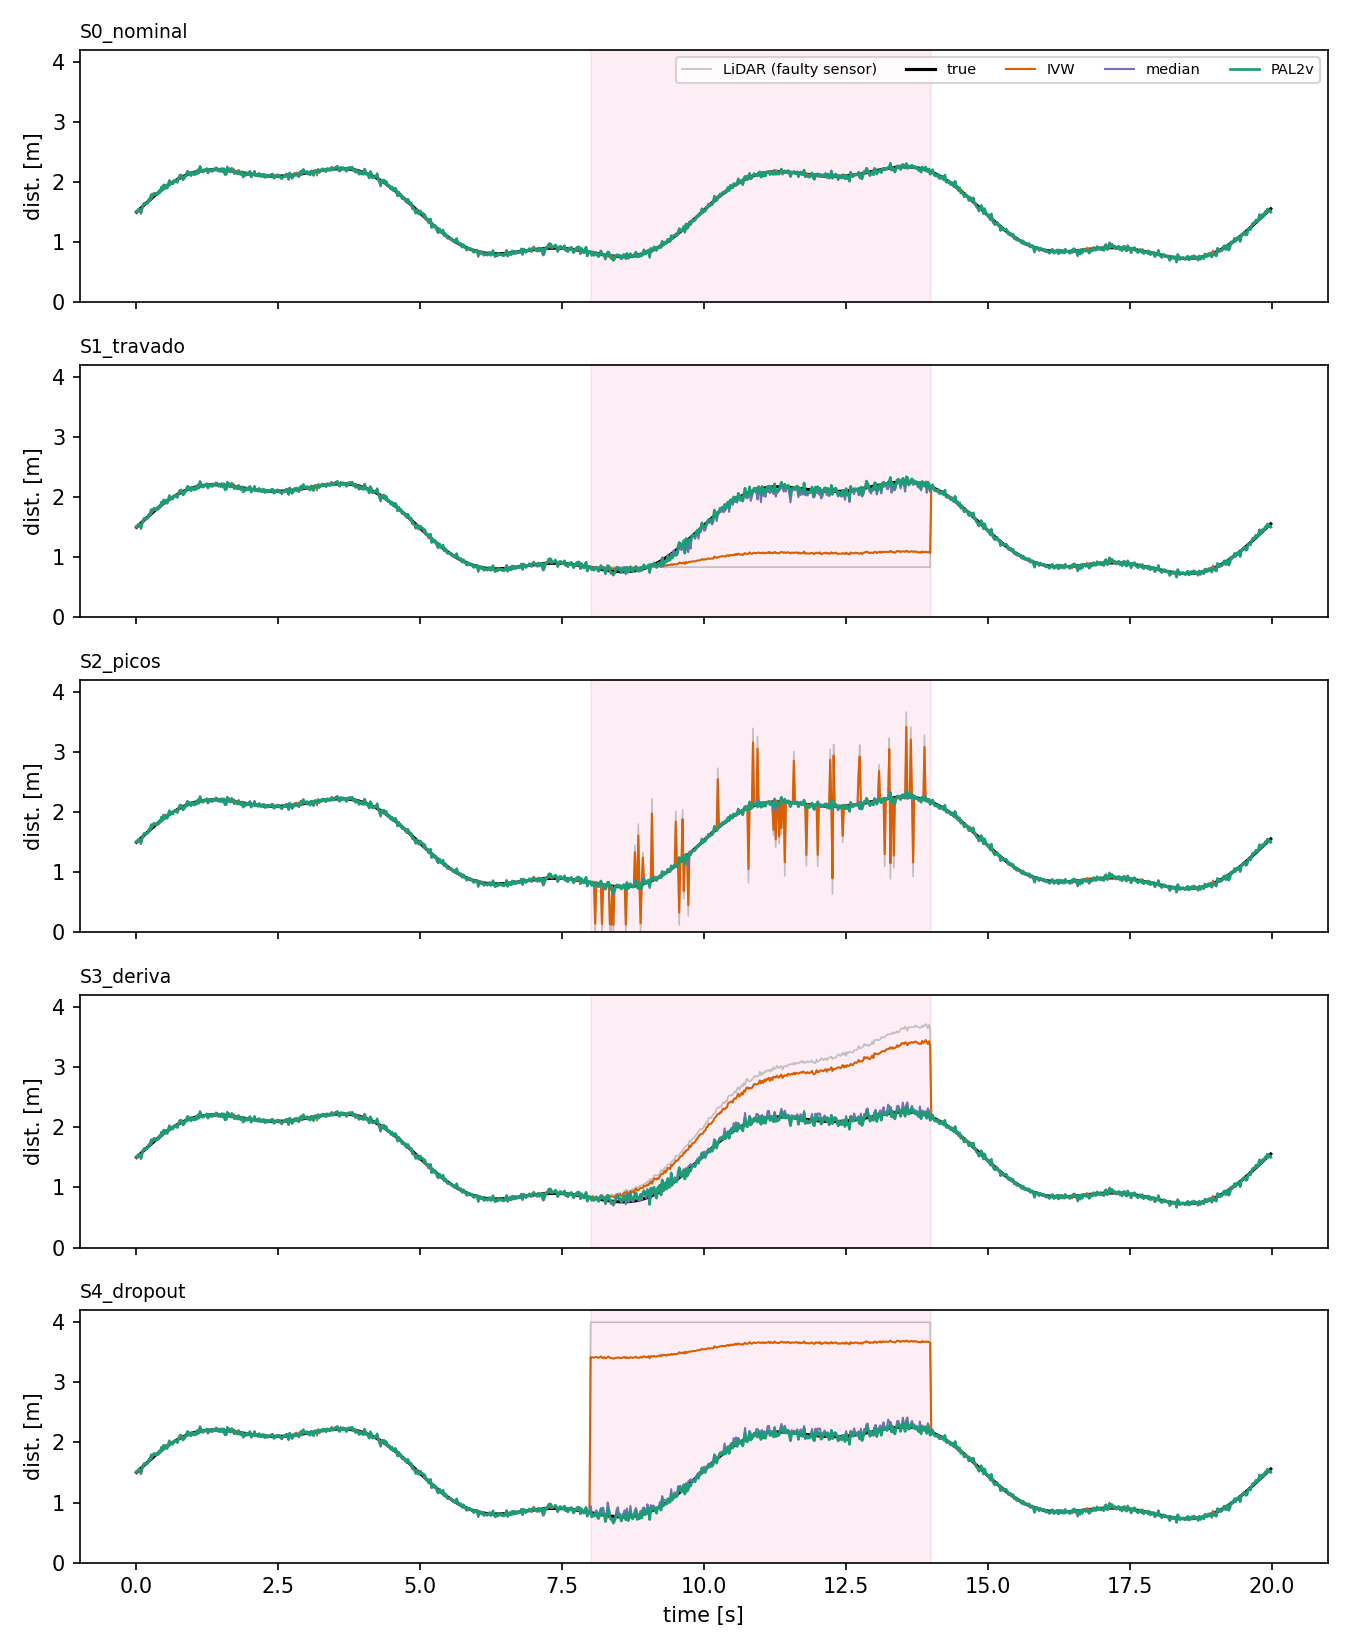 S0_nominal
LiDAR (faulty sensor) true IVW median PAL2v
4
3
2
1
0
dist. [m]
S1_travado
4
3
2
1
0
dist. [m]
S2_picos
4
3
2
1
0
dist. [m]
S3_deriva
4
3
2
1
0
dist. [m]
S4_dropout
4
3
2
1
0
dist. [m]
0.0 2.5 5.0 7.5 10.0 12.5 15.0 17.5 20.0
time [s]